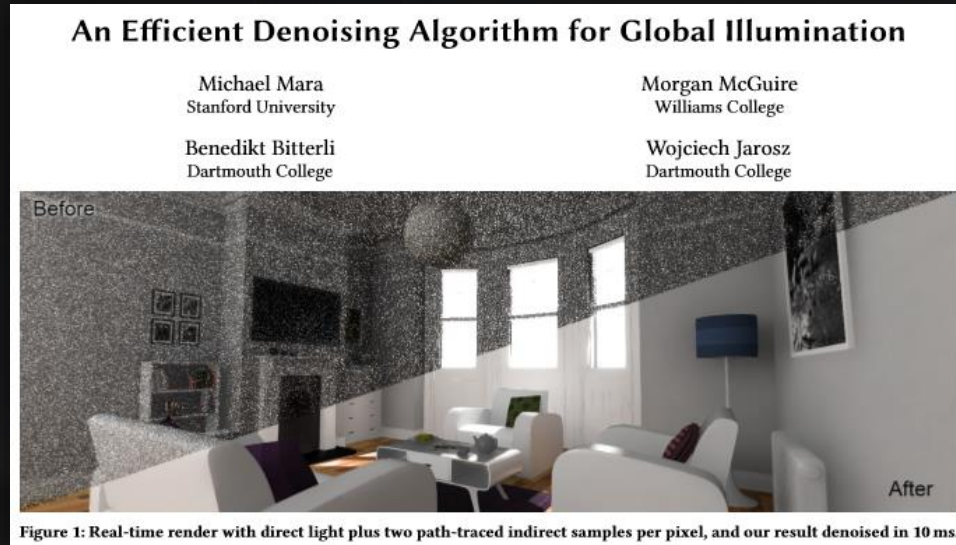 An Efficient Denoising Algorithm for Global Illumination
Michael Mara
Stanford University
Morgan McGuire
Williams College
Benedikt Bitterli
Dartmouth College
Wojciech Jarosz
Dartmouth College
Before
After
Figure 1: Real-time render with direct light plus two path-traced indirect samples per pixel, and our result denoised in 10 ms.